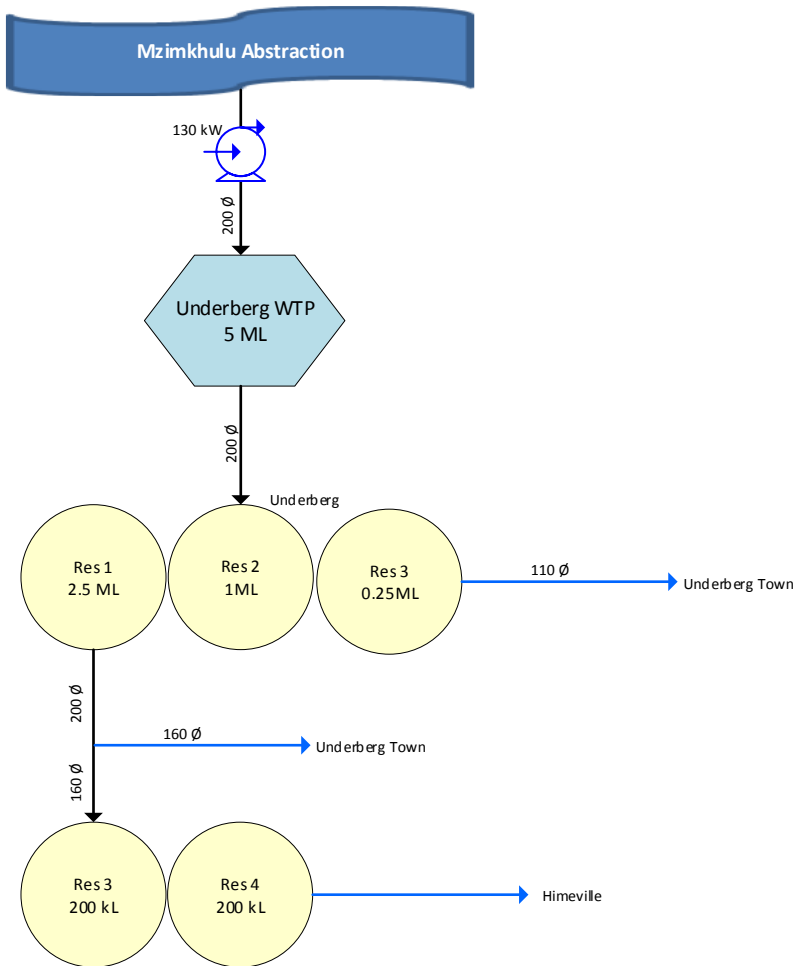 Mzimkhulu Abstraction
130 kW
200 Ø
Underberg WTP
5 ML
200 Ø
Underberg
Res 1
2.5 ML
Res 2
1ML
Res 3
0.25ML
110 Ø
Underberg Town
200 Ø
160 Ø
Underberg Town
160 Ø
Res 3
200 kL
Res 4
200 kL
Himeville